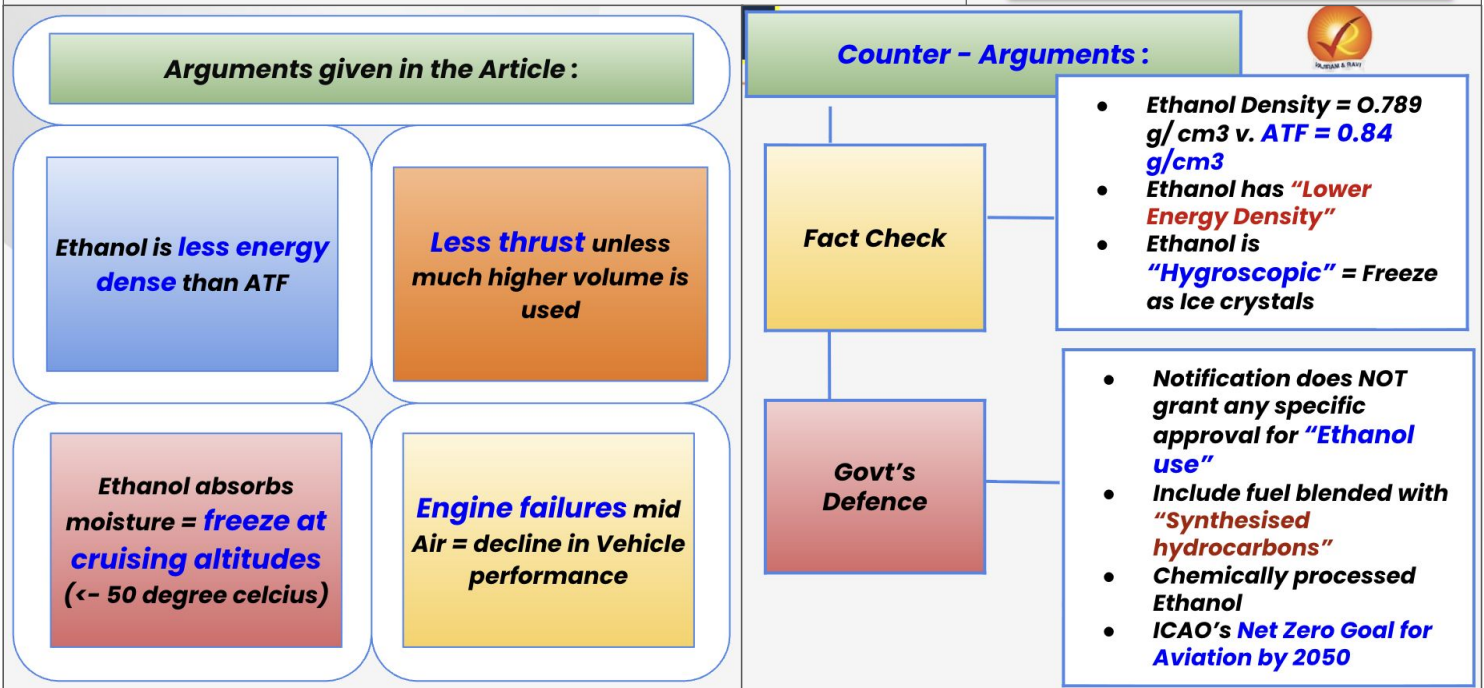 Arguments given in the Article :
Ethanol is less energy
dense than ATF
Less thrust unless
much higher volume is
used
Ethanol absorbs
moisture = freeze at
cruising altitudes
(<- 50 degree celcius)
Engine failures mid
Air = decline in Vehicle
performance
Counter - Arguments :
VAJIRAM & RAVI
Fact Check
● Ethanol Density = 0.789
g/ cm3 v. ATF = 0.84
g/cm3
● Ethanol has “Lower
Energy Density”
● Ethanol is
“Hygroscopic” = Freeze
as Ice crystals
Govt’s
Defence
● Notification does NOT
grant any specific
approval for “Ethanol
use”
● Include fuel blended with
“Synthesised
hydrocarbons”
● Chemically processed
Ethanol
● ICAO’s Net Zero Goal for
Aviation by 2050